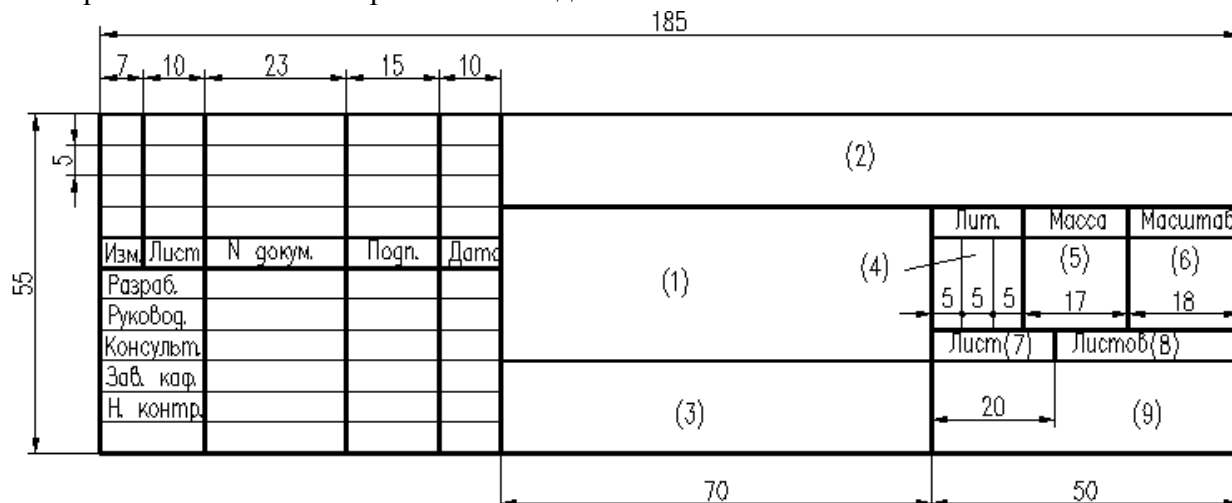 185
7 10 23 15 10
(2)
5
Лит. Масса Масштаб
Изм. Лист N докум. Подп. Дата
(4) (5) (6)
55
Разраб.
(1)
5 5 5 17 18
Руковод.
Консульт.
Лист(7) Листов(8)
Зав. каф.
Н. контр.
(3)
20
(9)
70 50